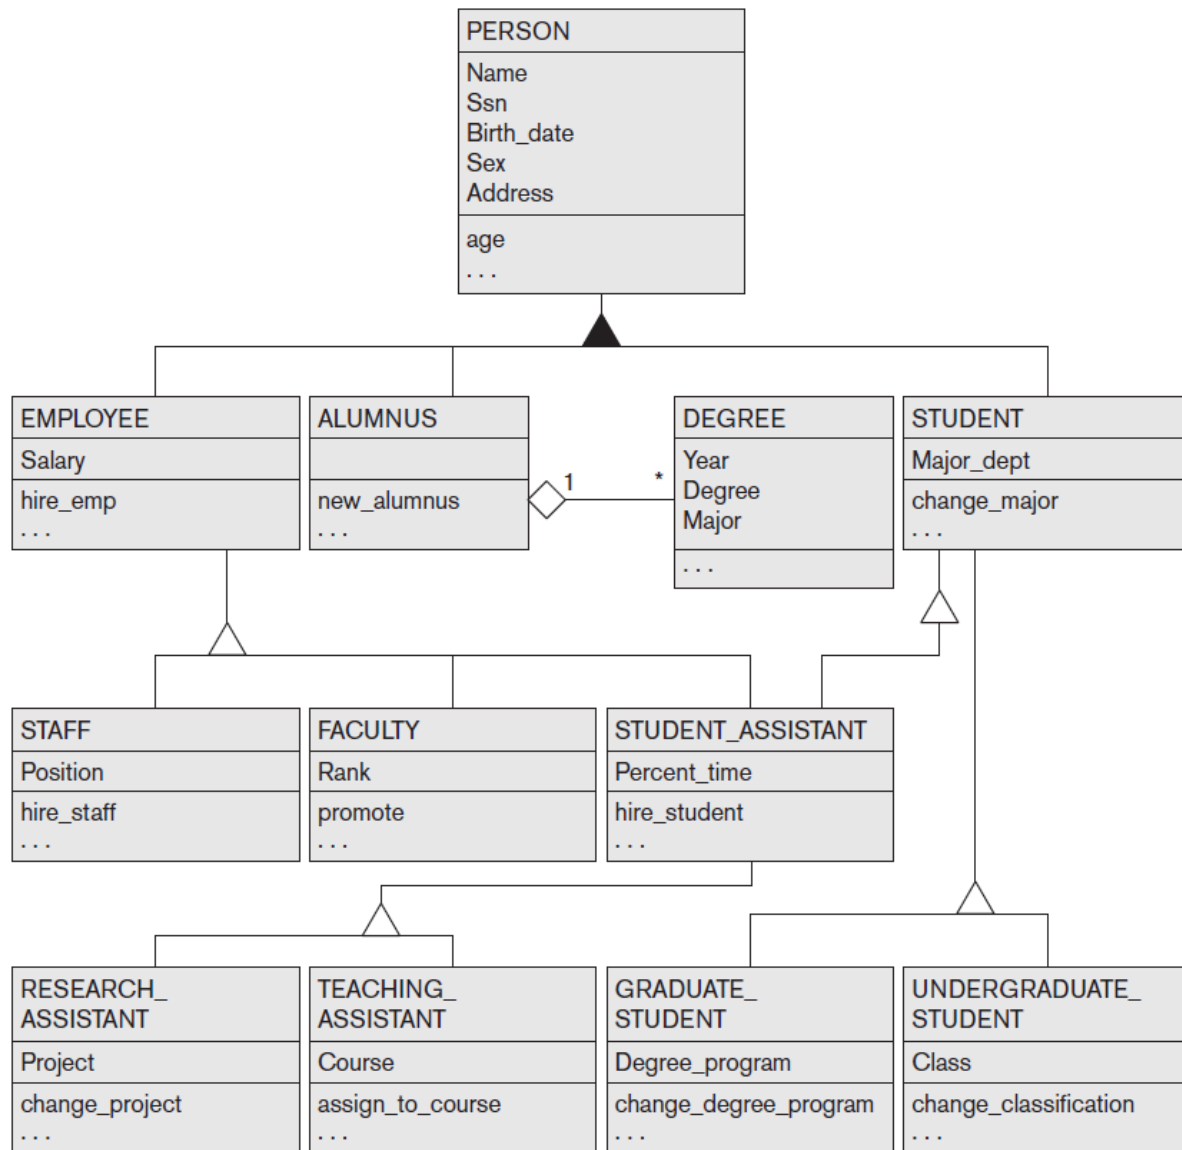 PERSON
Name
Ssn
Birth_date
Sex
Address
age
. . .
EMPLOYEE
Salary
hire_emp
. . .
ALUMNUS
new_alumnus
. . .
1
*
DEGREE
Year
Degree
Major
. . .
STUDENT
Major_dept
change_major
. . .
STAFF
Position
hire_staff
. . .
FACULTY
Rank
promote
. . .
STUDENT_ASSISTANT
Percent_time
hire_student
. . .
RESEARCH_
ASSISTANT
Project
change_project
. . .
TEACHING_
ASSISTANT
Course
assign_to_course
. . .
GRADUATE_
STUDENT
Degree_program
change_degree_program
. . .
UNDERGRADUATE_
STUDENT
Class
change_classification
. . .